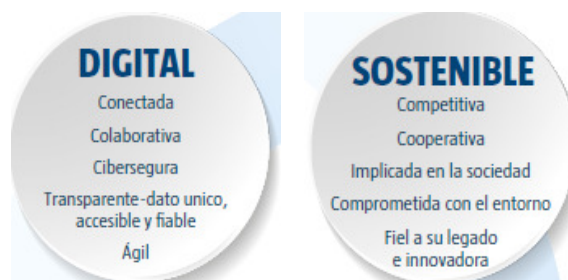 DIGITAL
Conectada
Colaborativa
Cibersegura
Transparente-dato unico,
accesible y fiable
Ágil
SOSTENIBLE
Competitiva
Cooperativa
Implicada en la sociedad
Comprometida con el entorno
Fiel a su legado
e innovadora